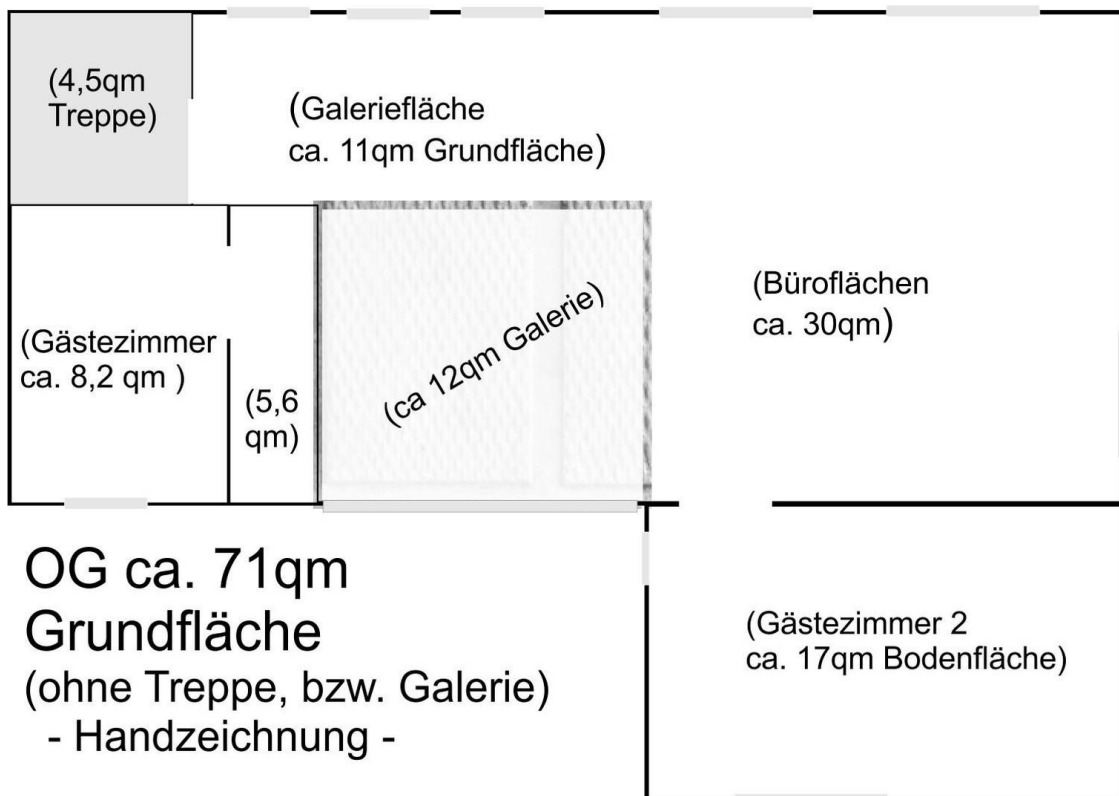 (4,5qm
Treppe)
(Galeriefläche
ca. 11qm Grundfläche)
(Büroflächen
ca. 30qm)
(ca 12qm Galerie)
(Gästezimmer
ca. 8,2 qm )
(5,6
qm)
OG ca. 71qm
Grundfläche
(ohne Treppe, bzw. Galerie)
- Handzeichnung -
(Gästezimmer 2
ca. 17qm Bodenfläche)